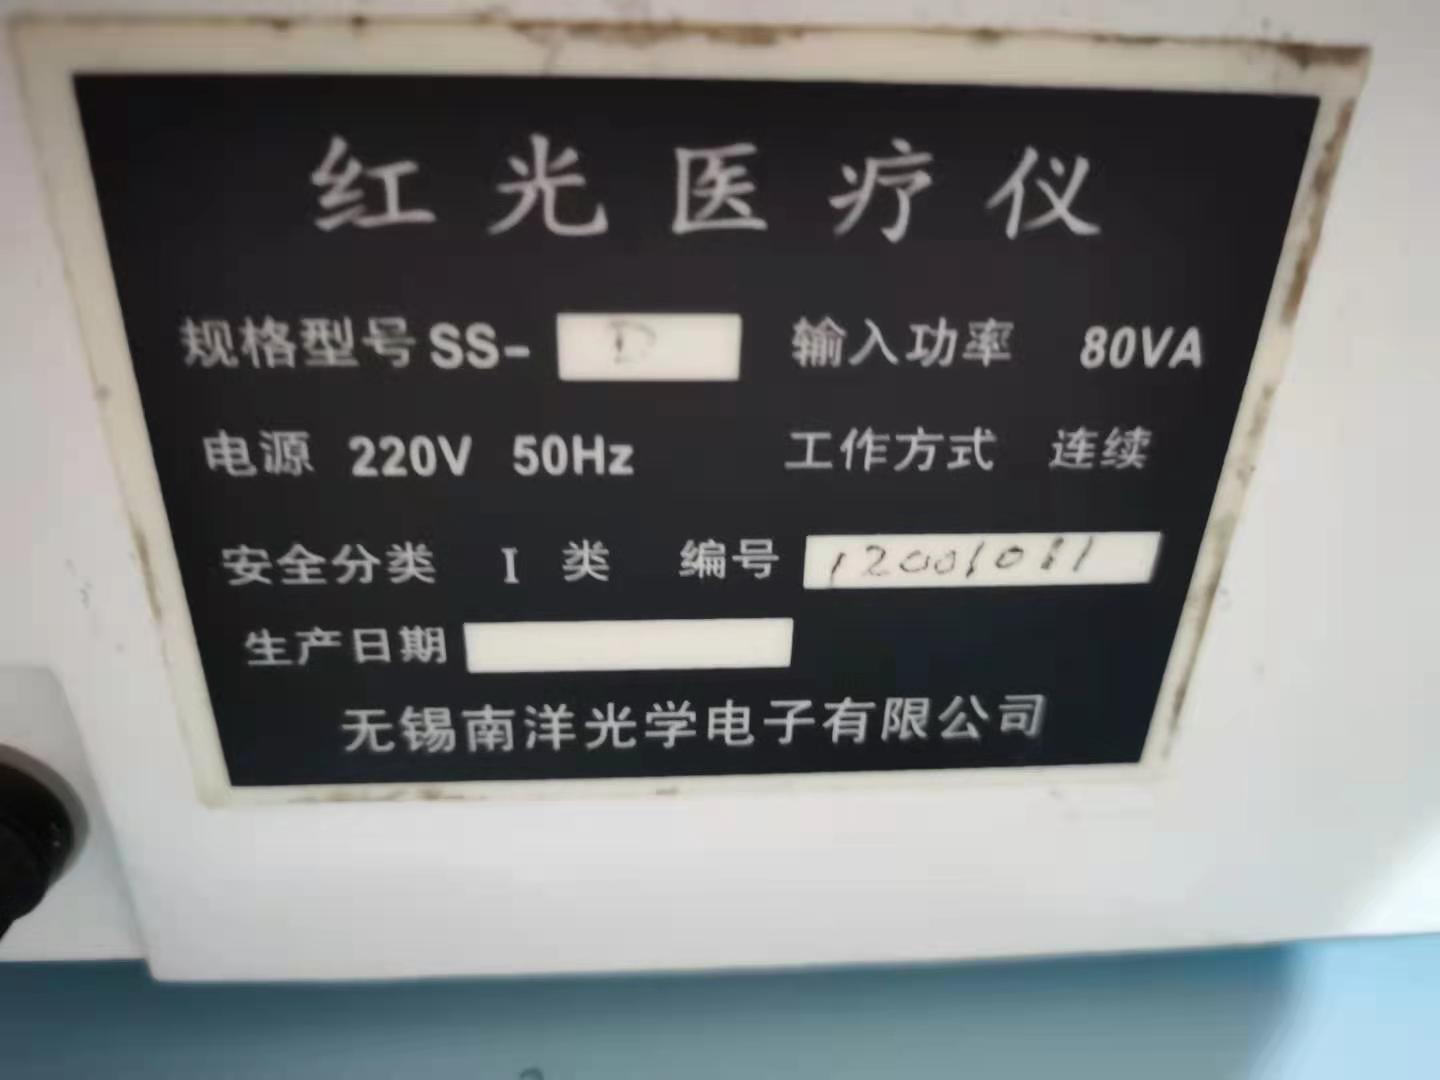 红光医疗仪
规格型号 SS- D 输入功率 80VA
电源 220V 50Hz 工作方式 连续
安全分类 I 类 编号 12001011
生产日期
无锡南洋光学电子有限公司